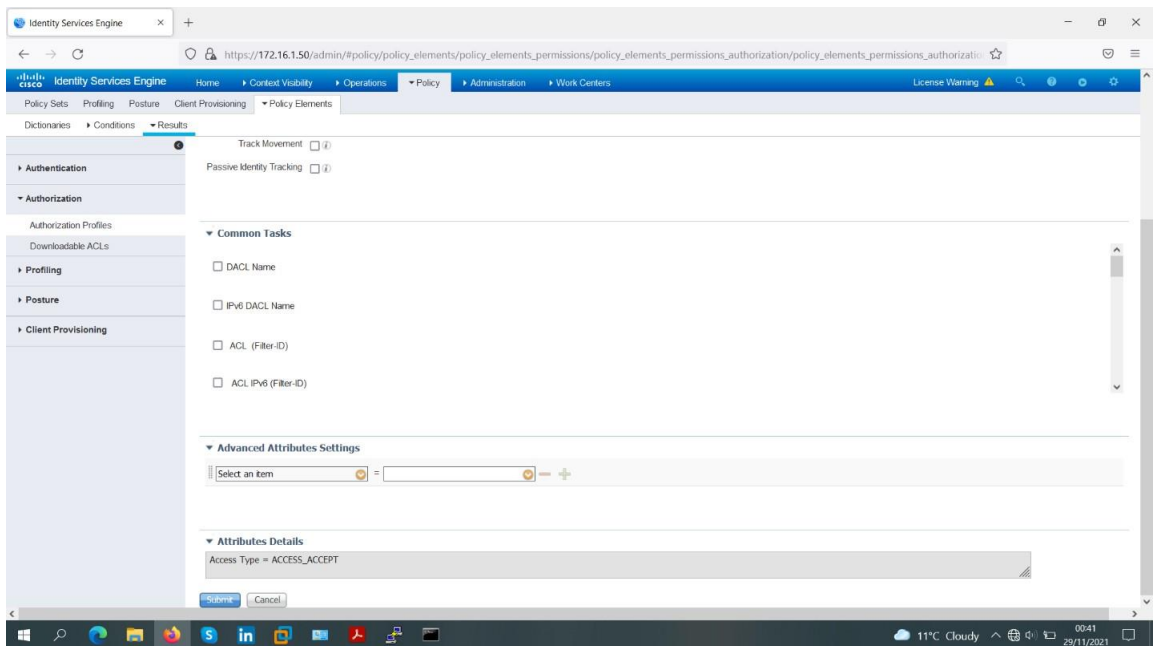 Identity Services Engine
https://172.16.1.50/admin/#policy/policy_elements/policy_elements_permissions/policy_elements_permissions_authorization/policy_elements_permissions_authorizatio
cisco Identity Services Engine Home Context Visibility Operations Policy Administration Work Centers License Warning
Policy Sets Profiling Posture Client Provisioning Policy Elements
Dictionaries Conditions Results
Track Movement
Passive Identity Tracking
Authentication
Authorization
Authorization Profiles
Downloadable ACLs
Profiling
Posture
Client Provisioning
Common Tasks
DACL Name
IPv6 DACL Name
ACL (Filter-ID)
ACL IPv6 (Filter-ID)
Advanced Attributes Settings
Select an item =
Attributes Details
Access Type = ACCESS_ACCEPT
Submit Cancel
11°C Cloudy 00:41
29/11/2021